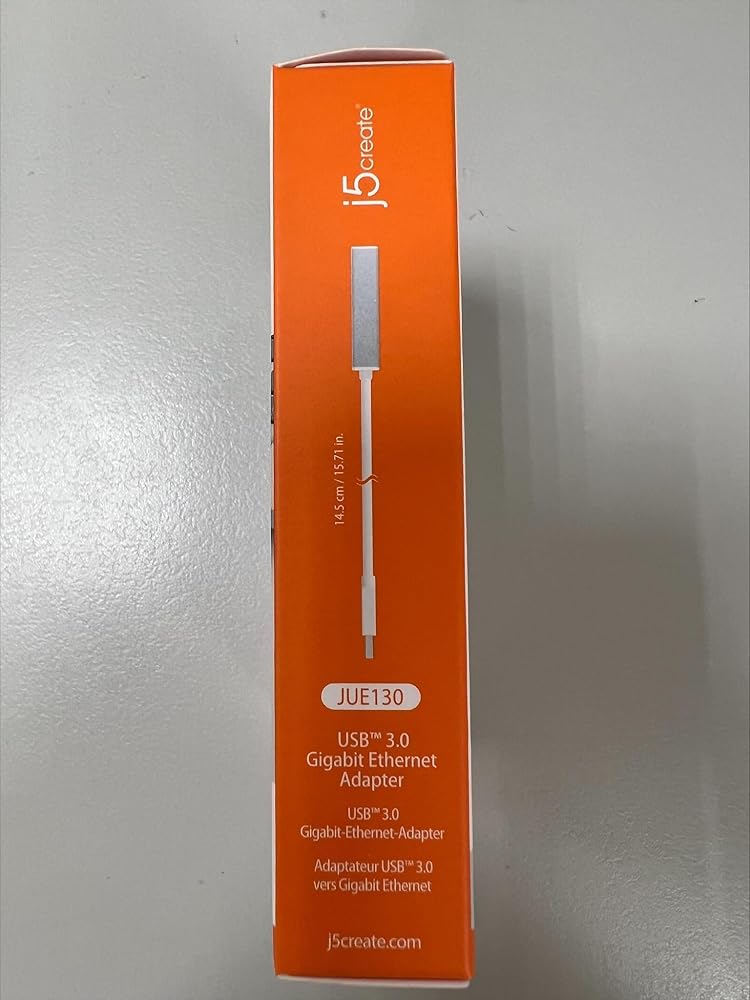 j5create®
14.5 cm / 15.71 in.
JUE130
USB™ 3.0
Gigabit Ethernet
Adapter
USB™ 3.0
Gigabit-Ethernet-Adapter
Adaptateur USB™ 3.0
vers Gigabit Ethernet
j5create.com